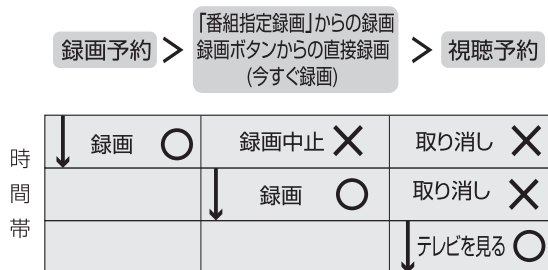 録画予約 > 「番組指定録画」からの録画
録画ボタンからの直接録画
(今すぐ録画) > 視聴予約
時間帯
録画 ○ 録画中止 × 取り消し ×
録画 ○ 取り消し ×
テレビを見る ○